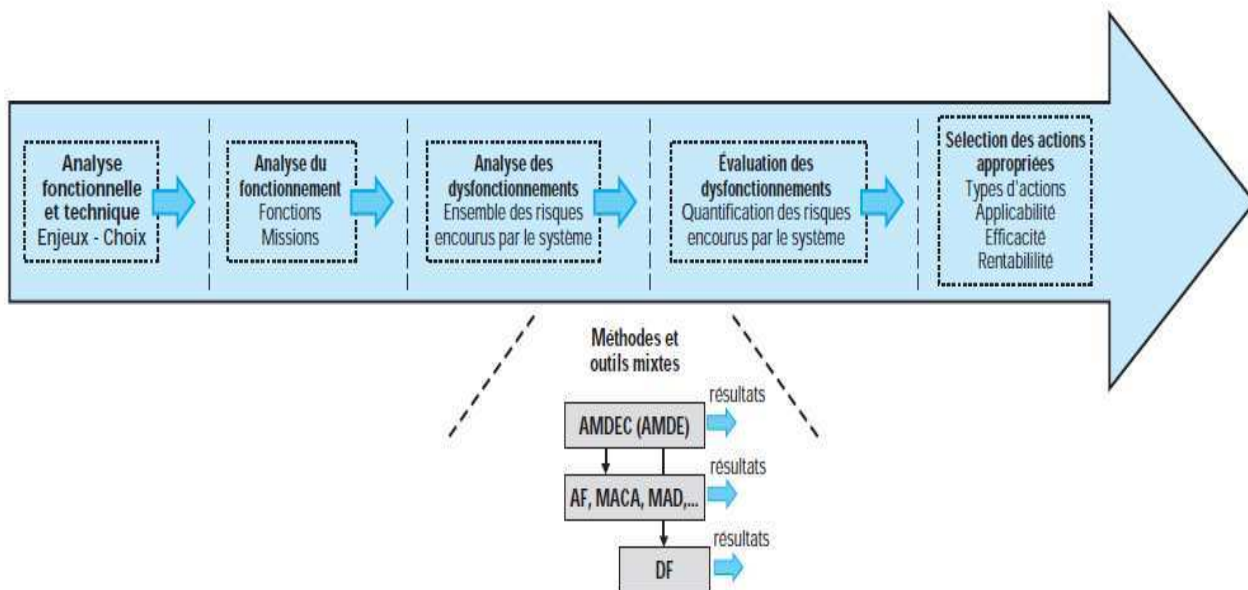 Analyse
fonctionnelle
et technique
Enjeux - Choix
Analyse du
fonctionnement
Fonctions
Missions
Analyse des
dysfonctionnements
Ensemble des risques
encourus par le système
Évaluation des
dysfonctionnements
Quantification des risques
encourus par le système
Sélection des actions
appropriées
Types d'actions
Applicabilité
Efficacité
Rentabililité
Méthodes et
outils mixtes
résultats
AMDEC (AMDE)
résultats
AF, MACA, MAD,...
résultats
DF